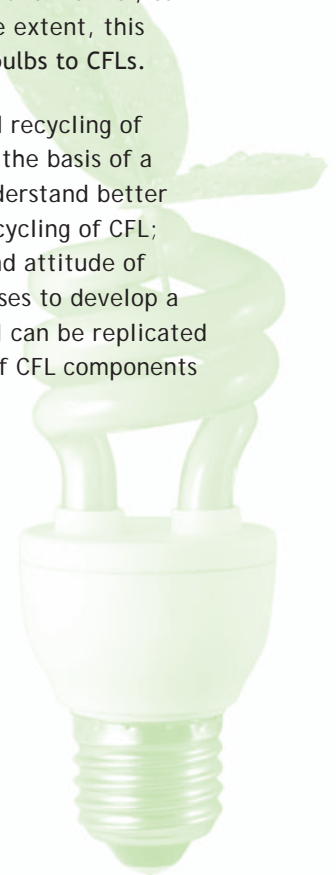 e extent, this
bulbs to CFLs.
recycling of
the basis of a
derstand better
cycling of CFL;
nd attitude of
ses to develop a
can be replicated
f CFL components